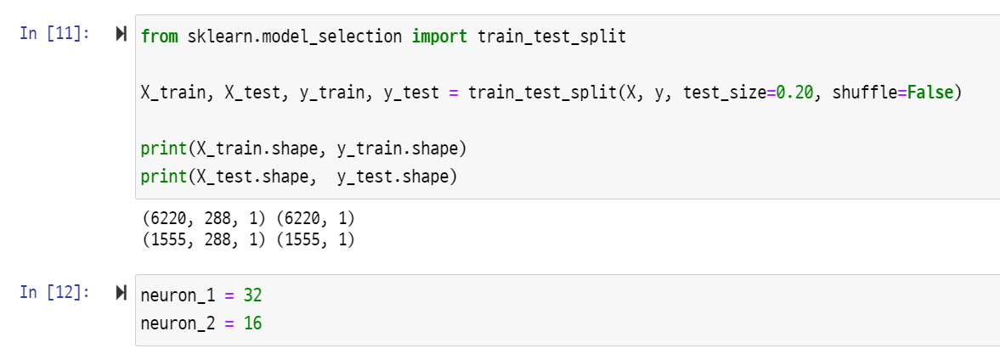 In [11]:
from sklearn.model_selection import train_test_split
X_train, X_test, y_train, y_test = train_test_split(X, y, test_size=0.20, shuffle=False)
print(X_train.shape, y_train.shape)
print(X_test.shape,  y_test.shape)
(6220, 288, 1) (6220, 1)
(1555, 288, 1) (1555, 1)
In [12]:
neuron_1 = 32
neuron_2 = 16